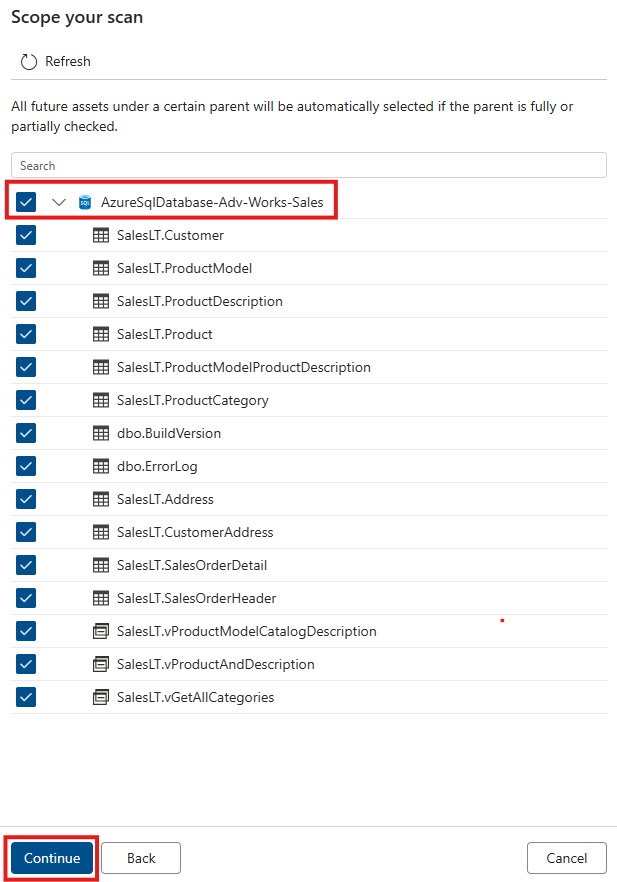 Scope your scan
Refresh
All future assets under a certain parent will be automatically selected if the parent is fully or
partially checked.
Search
SQL AzureSqlDatabase-Adv-Works-Sales
SalesLT.Customer
SalesLT.ProductModel
SalesLT.ProductDescription
SalesLT.Product
SalesLT.ProductModelProductDescription
SalesLT.ProductCategory
dbo.BuildVersion
dbo.ErrorLog
SalesLT.Address
SalesLT.CustomerAddress
SalesLT.SalesOrderDetail
SalesLT.SalesOrderHeader
SalesLT.vProductModelCatalogDescription
SalesLT.vProductAndDescription
SalesLT.vGetAllCategories
Continue Back Cancel